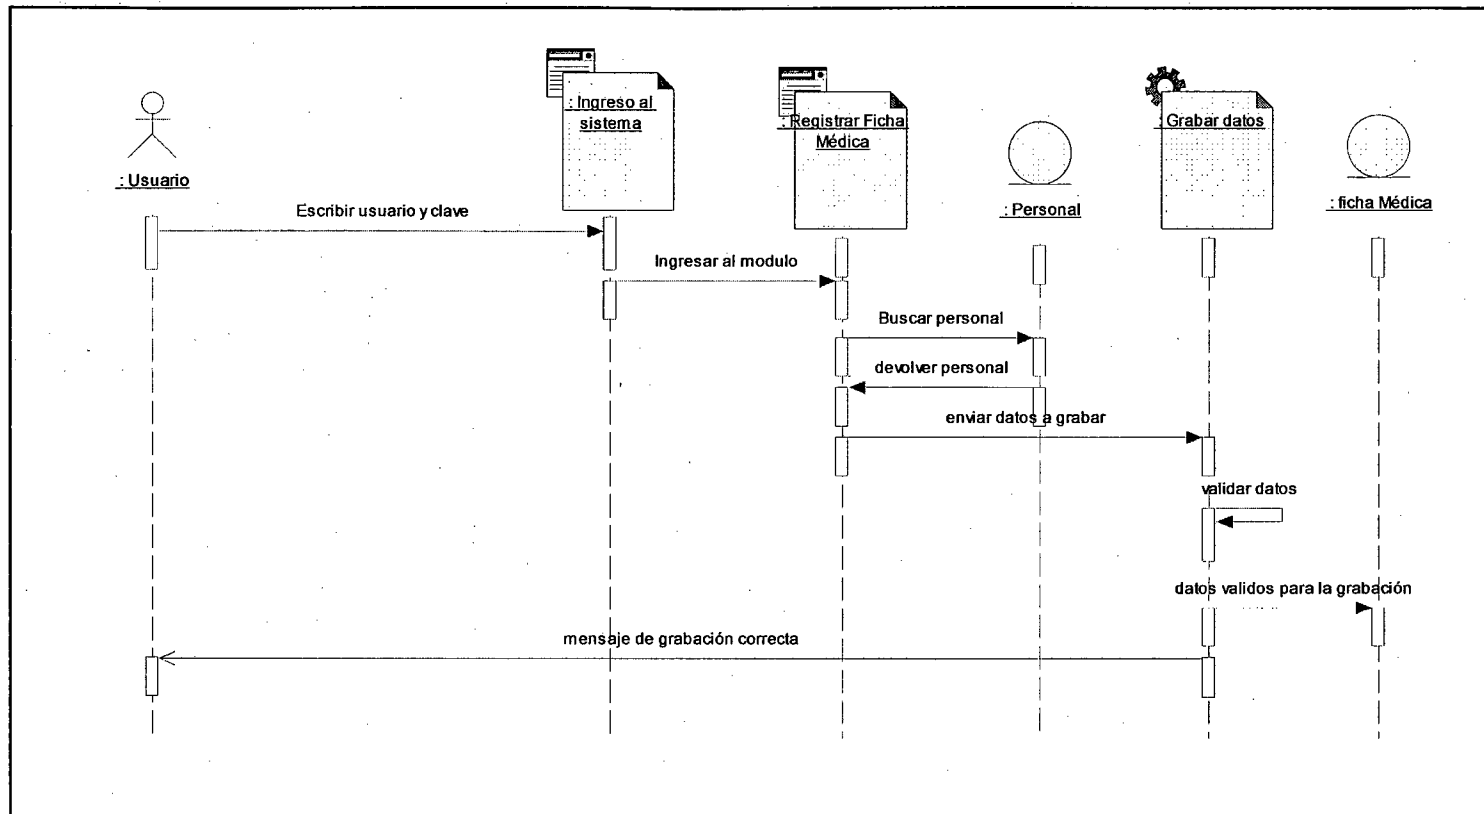 : Ingreso al
sistema
: Registrar Ficha
Médica
: Grabar datos
: Usuario
: Personal
: ficha Médica
Escribir usuario y clave
Ingresar al modulo
Buscar personal
devolver personal
enviar datos a grabar
validar datos
datos validos para la grabación
mensaje de grabación correcta